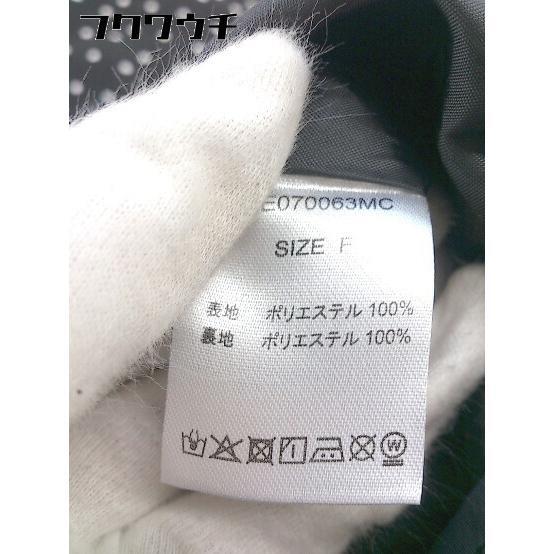 フクワウチ
E070063MC
SIZE F
表地 ポリエステル 100%
裏地 ポリエステル 100%